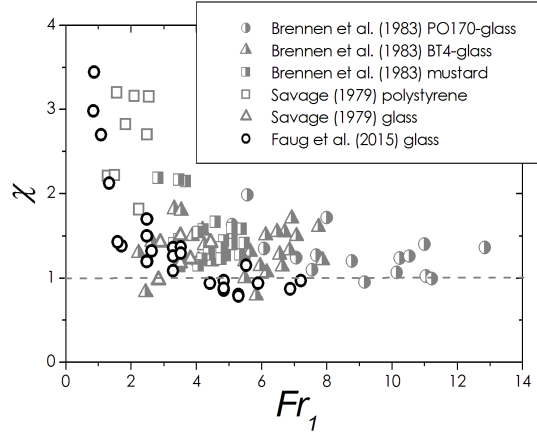 Brennen et al. (1983) PO170-glass
Brennen et al. (1983) BT4-glass
Brennen et al. (1983) mustard
Savage (1979) polystyrene
Savage (1979) glass
Faug et al. (2015) glass
4
3
2
1
0
χ
0 2 4 6 8 10 12 14
Fr1